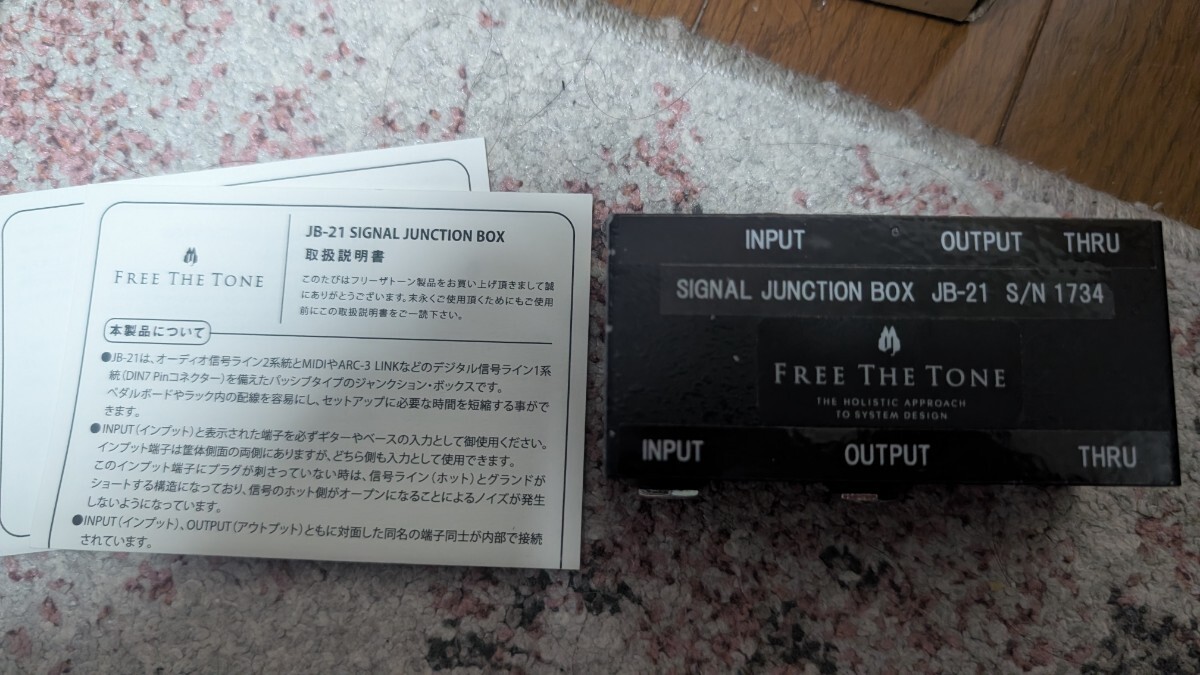 FREE THE TONE
JB-21 SIGNAL JUNCTION BOX
取扱説明書
このたびはフリーザトーン製品をお買い上げ頂きまして誠
にありがとうございます。末永くご使用頂くためにもご使用
前にこの取扱説明書をご一読下さい。
本製品について
●JB-21は、オーディオ信号ライン2系統とMIDIやARC-3 LINKなどのデジタル信号ライン1系
統(DIN7 Pinコネクター)を備えたパッシブタイプのジャンクション・ボックスです。
ペダルボードやラック内の配線を容易にし、セットアップに必要な時間を短縮する事がで
きます。
●INPUT(インプット)と表示された端子を必ずギターやベースの入力として御使用ください。
インプット端子は筐体側面の両側にありますが、どちら側も入力として使用できます。
このインプット端子にプラグが刺さっていない時は、信号ライン(ホット)とグランドが
ショートする構造になっており、信号のホット側がオープンになることによるノイズが発生
しないようになっています。
●INPUT(インプット)、OUTPUT(アウトプット)ともに対面した同名の端子同士が内部で接続
されています。
INPUT OUTPUT THRU
SIGNAL JUNCTION BOX JB-21 S/N 1734
FREE THE TONE
THE HOLISTIC APPROACH
TO SYSTEM DESIGN
INPUT OUTPUT THRU